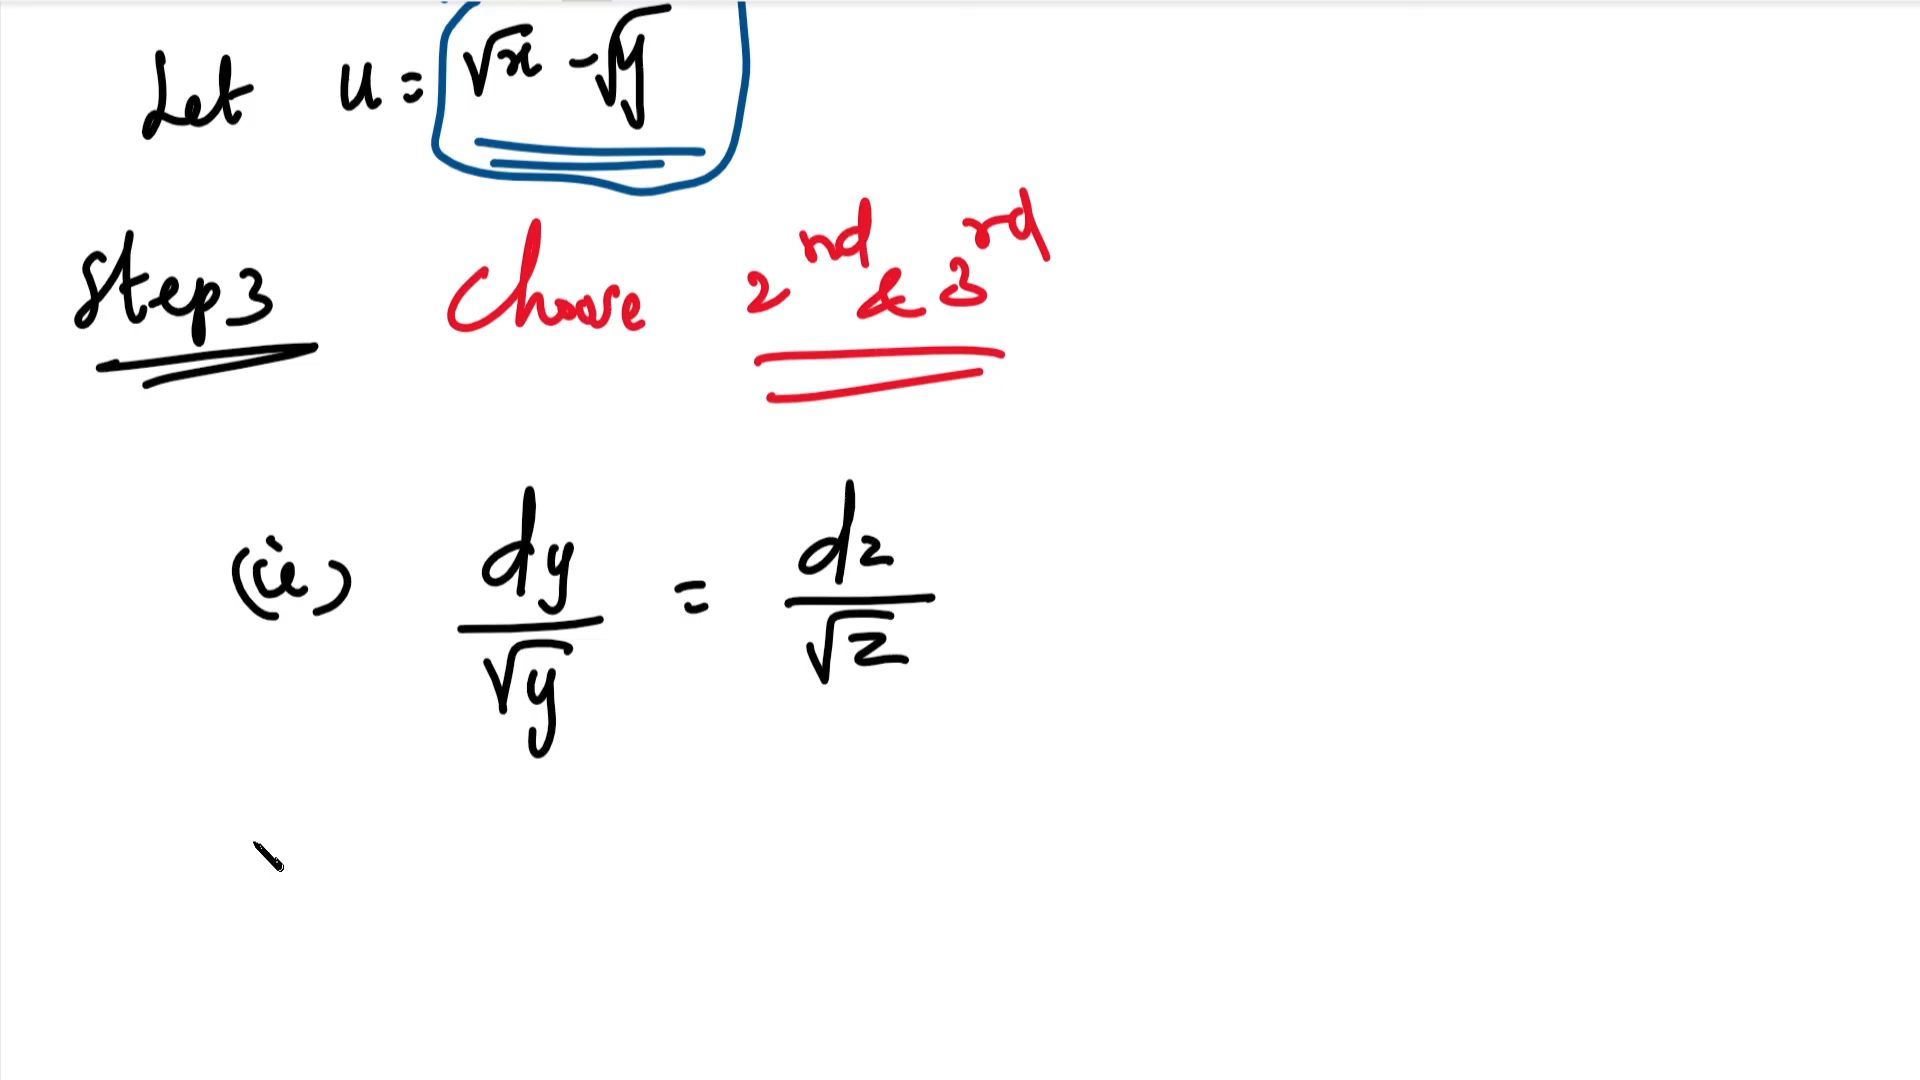 Let u = √x - √y
Step 3 Choose 2nd & 3rd
(ie) dy/√y = dz/√z